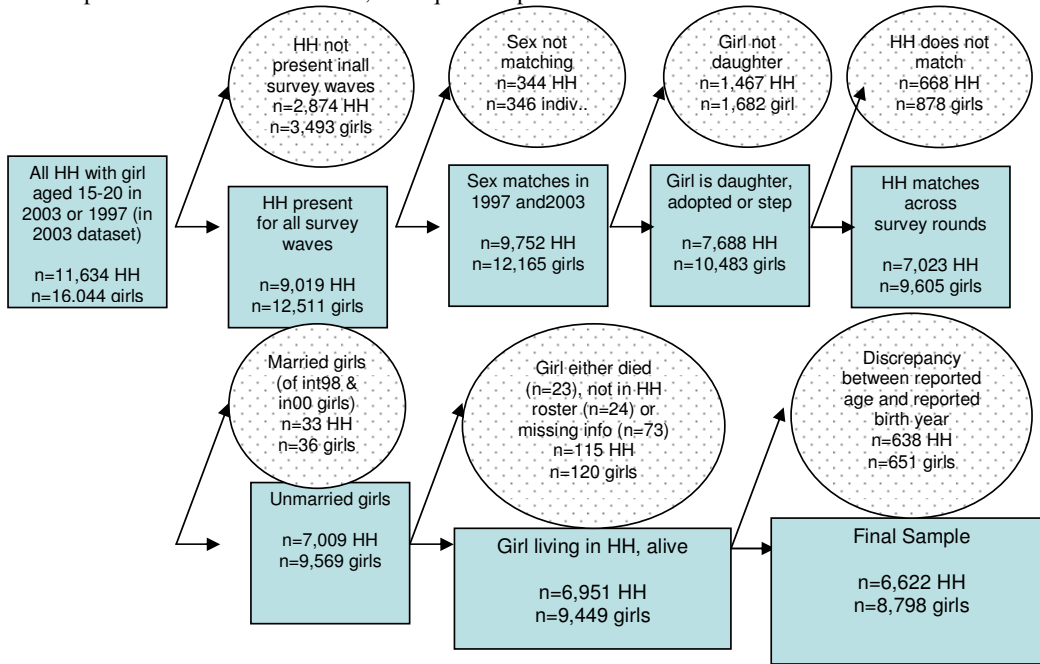 HH not
present inall
survey waves
n=2,874 HH
n=3,493 girls
Sex not
matching
n=344 HH
n=346 indiv..
Girl not
daughter
n=1,467 HH
n=1,682 girl
HH does not
match
n=668 HH
n=878 girls
All HH with girl
aged 15-20 in
2003 or 1997 (in
2003 dataset)
n=11,634 HH
n=16.044 girls
HH present
for all survey
waves
n=9,019 HH
n=12,511 girls
Sex matches in
1997 and2003
n=9,752 HH
n=12,165 girls
Girl is daughter,
adopted or step
n=7,688 HH
n=10,483 girls
HH matches
across
survey rounds
n=7,023 HH
n=9,605 girls
Married girls
(of int98 &
in00 girls)
n=33 HH
n=36 girls
Girl either died
(n=23), not in HH
roster (n=24) or
missing info (n=73)
n=115 HH
n=120 girls
Discrepancy
between reported
age and reported
birth year
n=638 HH
n=651 girls
Unmarried girls
n=7,009 HH
n=9,569 girls
Girl living in HH, alive
n=6,951 HH
n=9,449 girls
Final Sample
n=6,622 HH
n=8,798 girls